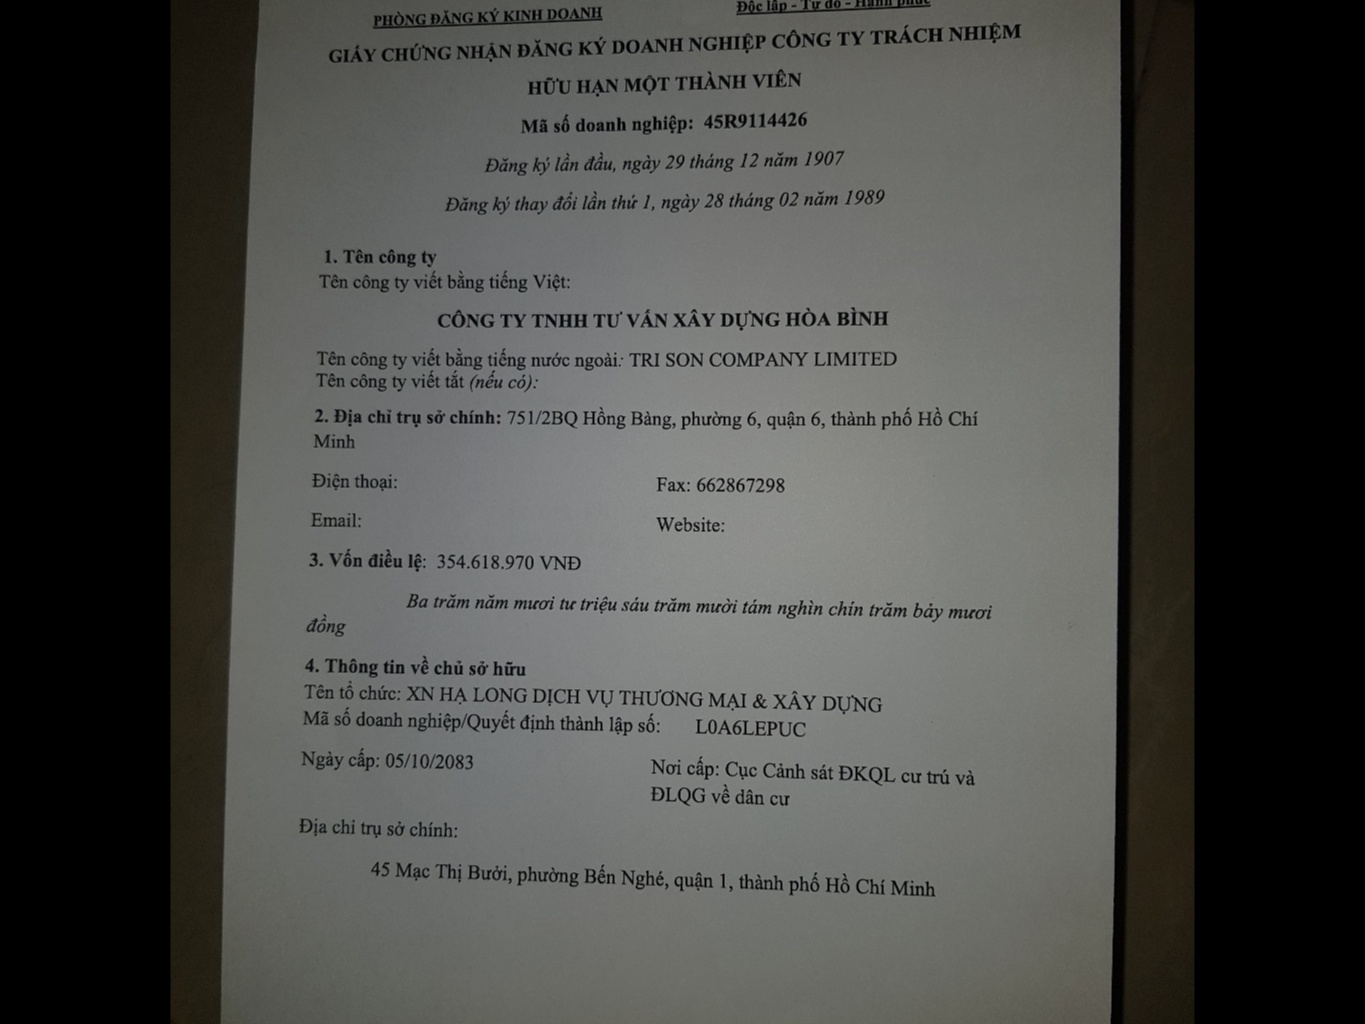 PHÒNG ĐĂNG KÝ KINH DOANH
Độc lập - Tự do - Hạnh phúc
GIẤY CHỨNG NHẬN ĐĂNG KÝ DOANH NGHIỆP CÔNG TY TRÁCH NHIỆM
HỮU HẠN MỘT THÀNH VIÊN
Mã số doanh nghiệp: 45R9114426
Đăng ký lần đầu, ngày 29 tháng 12 năm 1907
Đăng ký thay đổi lần thứ 1, ngày 28 tháng 02 năm 1989
1. Tên công ty
Tên công ty viết bằng tiếng Việt:
CÔNG TY TNHH TƯ VẤN XÂY DỰNG HÒA BÌNH
Tên công ty viết bằng tiếng nước ngoài: TRI SON COMPANY LIMITED
Tên công ty viết tắt (nếu có):
2. Địa chỉ trụ sở chính: 751/2BQ Hồng Bàng, phường 6, quận 6, thành phố Hồ Chí
Minh
Điện thoại:
Fax: 662867298
Email:
Website:
3. Vốn điều lệ: 354.618.970 VNĐ
Ba trăm năm mươi tư triệu sáu trăm mười tám nghìn chín trăm bảy mươi
đồng
4. Thông tin về chủ sở hữu
Tên tổ chức: XN HẠ LONG DỊCH VỤ THƯƠNG MẠI & XÂY DỰNG
Mã số doanh nghiệp/Quyết định thành lập số: L0A6LEPUC
Ngày cấp: 05/10/2083
Nơi cấp: Cục Cảnh sát ĐKQL cư trú và
ĐLQG về dân cư
Địa chỉ trụ sở chính:
45 Mạc Thị Bưởi, phường Bến Nghé, quận 1, thành phố Hồ Chí Minh